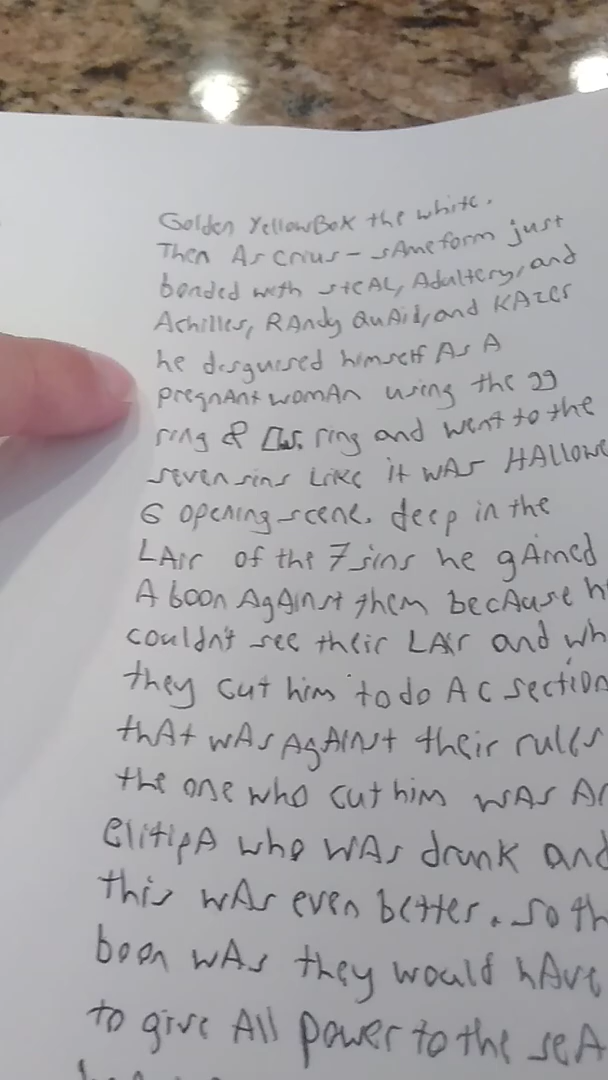 Golden YellowBok the white.
Then As Crius - sAme form just
bonded with steAL, Adultery, and
Achilles, RAndy QuAid, and KAzer
he desguesed himself As A
pregnAnt womAn using the gg
ring & ring and went to the
seven sins Like it wAs HAllowe
6 opening scene. deep in the
LAir of the 7 sins he gAined
A boon AgAinst them becAuse h
couldn't see their LAir and wh
they cut him to do A C section
thAt wAs AgAinst their rules
the one who cut him wAs
who wAs drunk and
this wAs even better. so th
boon wAs they would hAve
to give All power to the seA